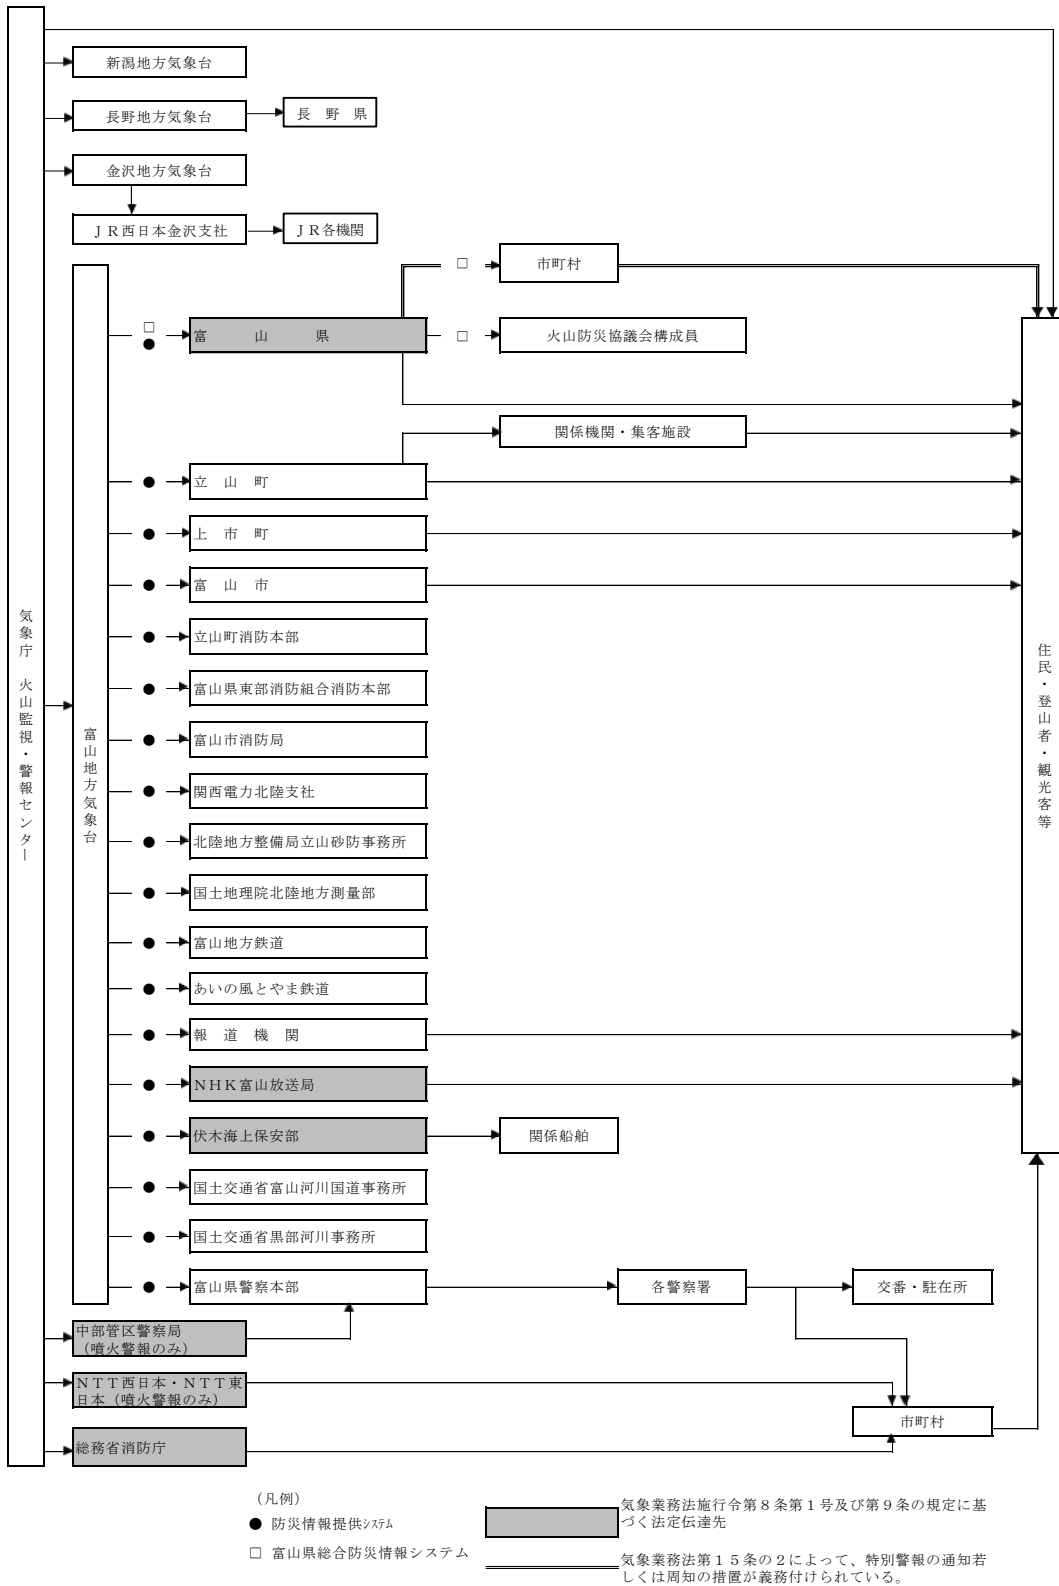 新潟地方気象台
長野地方気象台
長　野　県
金沢地方気象台
ＪＲ西日本金沢支社
ＪＲ各機関
□
市町村
□
●
富　　山　　県
□
火山防災協議会構成員
関係機関・集客施設
●
立　山　町
●
上　市　町
●
富　山　市
●
立山町消防本部
●
富山県東部消防組合消防本部
●
富山市消防局
●
関西電力北陸支社
●
北陸地方整備局立山砂防事務所
●
国土地理院北陸地方測量部
●
富山地方鉄道
●
あいの風とやま鉄道
●
報　道　機　関
●
ＮＨＫ富山放送局
●
伏木海上保安部
関係船舶
●
国土交通省富山河川国道事務所
●
国土交通省黒部河川事務所
●
富山県警察本部
各警察署
交番・駐在所
気象庁　火山監視・警報センター
富山地方気象台
住民・登山者・観光客等
中部管区警察局
（噴火警報のみ）
ＮＴＴ西日本・ＮＴＴ東
日本（噴火警報のみ）
市町村
総務省消防庁
（凡例）
● 防災情報提供ｼｽﾃﾑ
□ 富山県総合防災情報システム
気象業務法施行令第８条第１号及び第９条の規定に基
づく法定伝達先
気象業務法第１５条の２によって、特別警報の通知若
しくは周知の措置が義務付けられている。